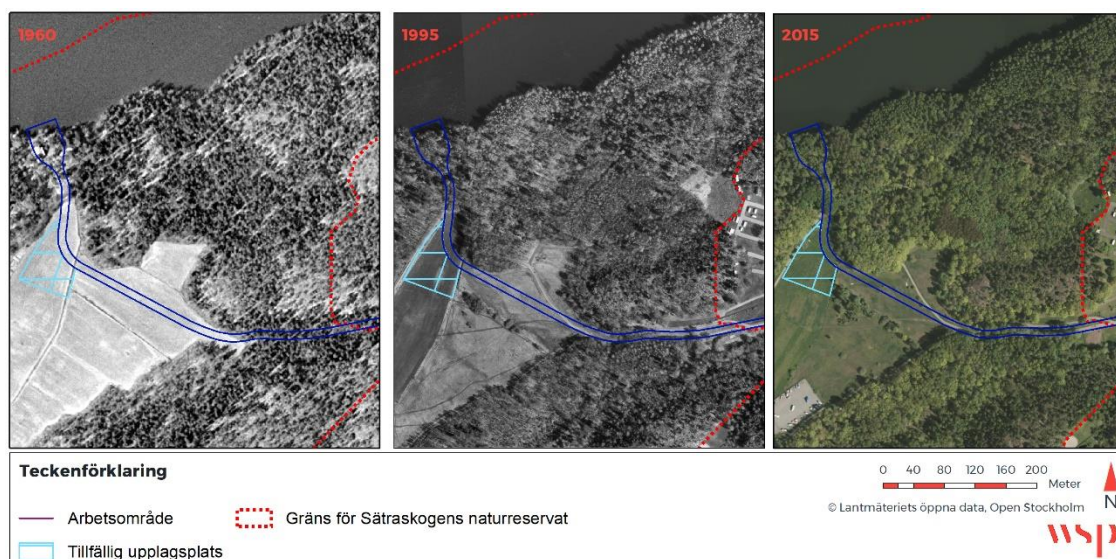 1960
1995
2015
Teckenförklaring
Arbetsområde
Gräns för Sätraskogens naturreservat
Tillfällig upplagsplats
0 40 80 120 160 200
Meter
© Lantmäteriets öppna data, Open Stockholm
N
wsp